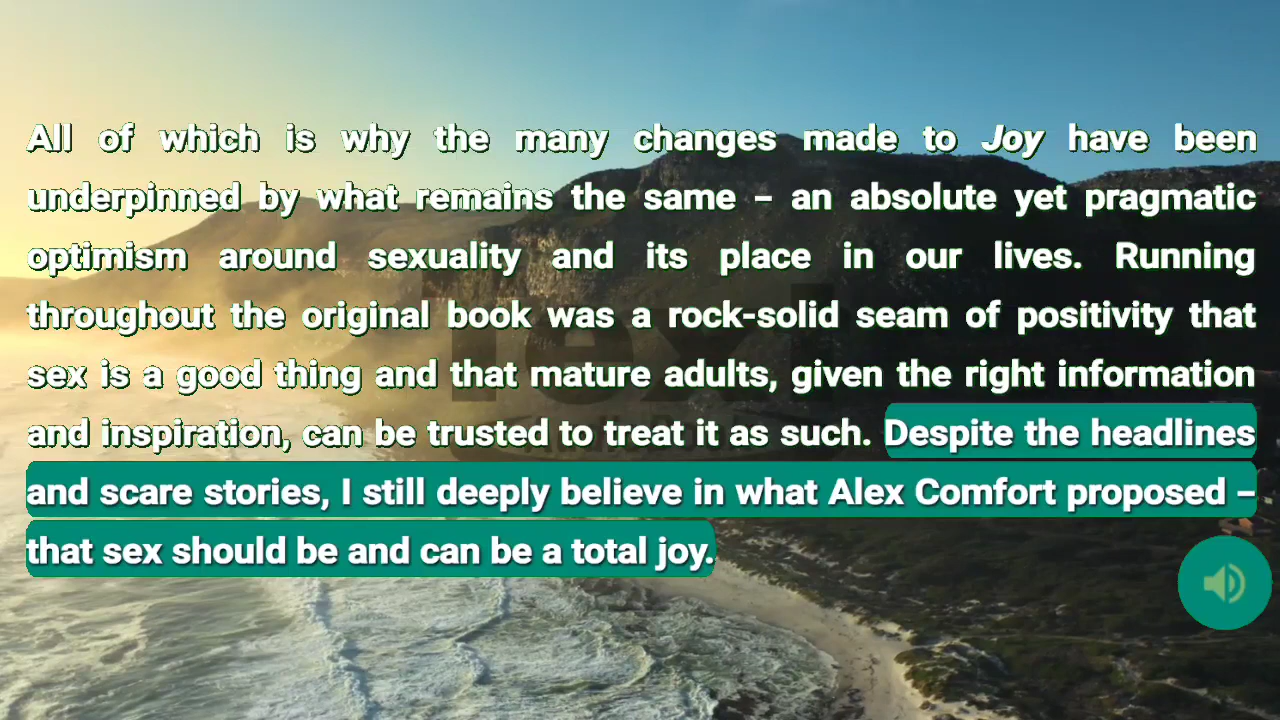 All of which is why the many changes made to Joy have been
underpinned by what remains the same – an absolute yet pragmatic
optimism around sexuality and its place in our lives. Running
throughout the original book was a rock-solid seam of positivity that
sex is a good thing and that mature adults, given the right information
and inspiration, can be trusted to treat it as such. Despite the headlines
and scare stories, I still deeply believe in what Alex Comfort proposed –
that sex should be and can be a total joy.
Text